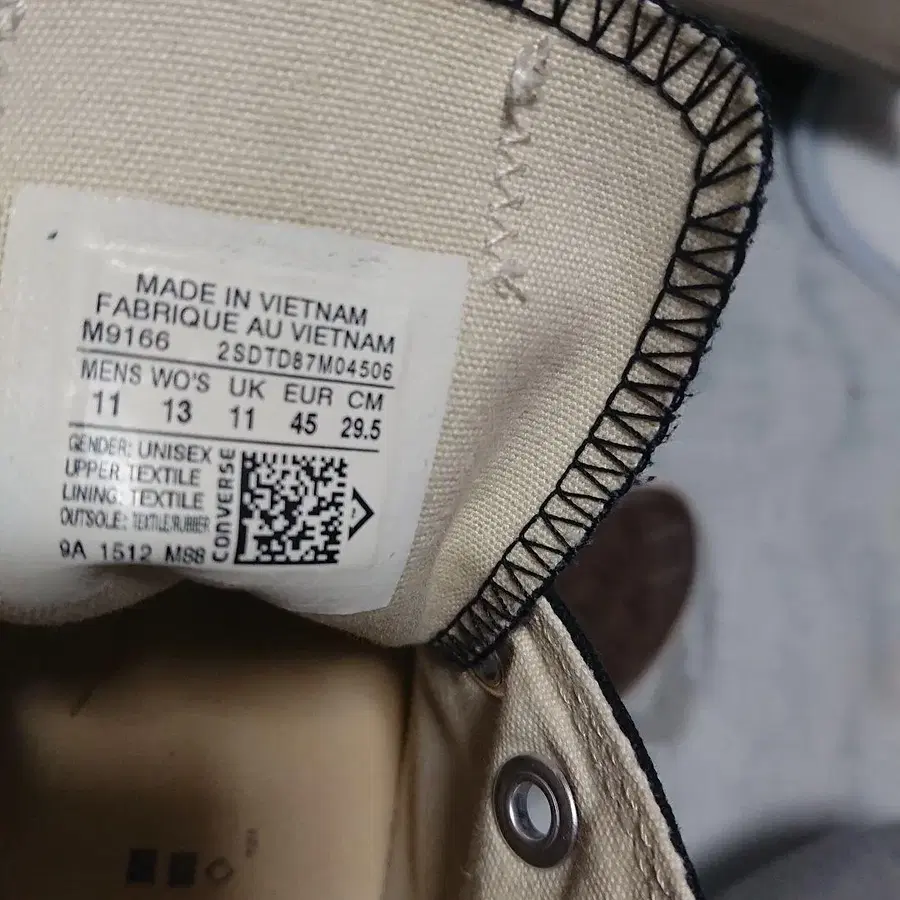 MADE IN VIETNAM
FABRIQUE AU VIETNAM
M9166 2SDTD87M04506
MENS WO'S UK EUR CM
11 13 11 45 29.5
GENDER: UNISEX
UPPER TEXTILE
LINING: TEXTILE
OUTSOLE: TEXTILE/RUBBER
9A 1512 M88
CONVERSE